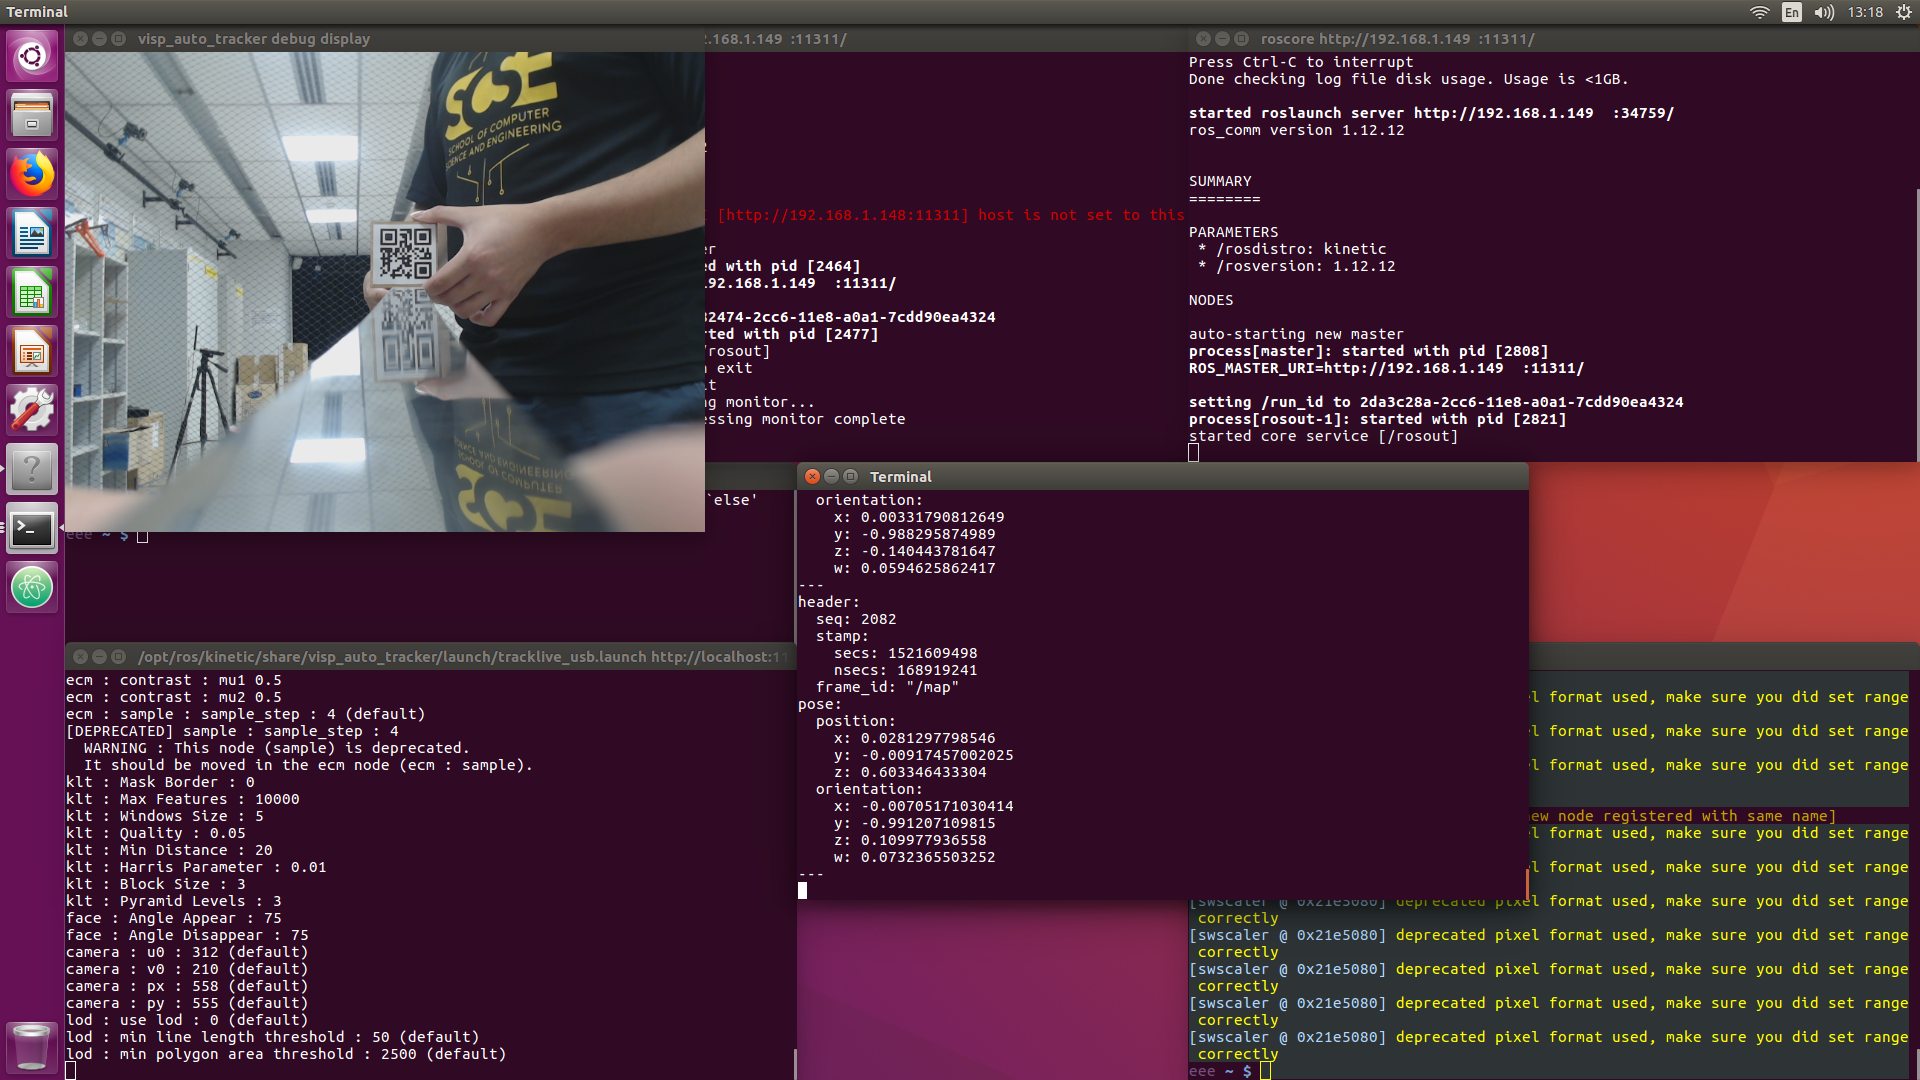 Terminal
En
13:18
visp_auto_tracker debug display
.168.1.149 :11311/
SCSE
SCHOOL OF COMPUTER
SCIENCE AND ENGINEERING
[http://192.168.1.148:11311] host is not set to this
er
ed with pid [2464]
92.168.1.149 :11311/
32474-2cc6-11e8-a0a1-7cdd90ea4324
rted with pid [2477]
/rosout]
n exit
it
ng monitor...
essing monitor complete
roscore http://192.168.1.149 :11311/
Press Ctrl-C to interrupt
Done checking log file disk usage. Usage is <1GB.
started roslaunch server http://192.168.1.149 :34759/
ros_comm version 1.12.12
SUMMARY
========
PARAMETERS
* /rosdistro: kinetic
* /rosversion: 1.12.12
NODES
auto-starting new master
process[master]: started with pid [2808]
ROS_MASTER_URI=http://192.168.1.149 :11311/
setting /run_id to 2da3c28a-2cc6-11e8-a0a1-7cdd90ea4324
process[rosout-1]: started with pid [2821]
started core service [/rosout]
`else'
eee ~ $
Terminal
orientation:
x: 0.00331790812649
y: -0.988295874989
z: -0.140443781647
w: 0.0594625862417
---
header:
seq: 2082
stamp:
secs: 1521609498
nsecs: 168919241
frame_id: "/map"
pose:
position:
x: 0.0281297798546
y: -0.00917457002025
z: 0.603346433304
orientation:
x: -0.00705171030414
y: -0.991207109815
z: 0.109977936558
w: 0.0732365503252
---
/opt/ros/kinetic/share/visp_auto_tracker/launch/tracklive_usb.launch http://localhost:11
ecm : contrast : mu1 0.5
ecm : contrast : mu2 0.5
ecm : sample : sample_step : 4 (default)
[DEPRECATED] sample : sample_step : 4
WARNING : This node (sample) is deprecated.
It should be moved in the ecm node (ecm : sample).
klt : Mask Border : 0
klt : Max Features : 10000
klt : Windows Size : 5
klt : Quality : 0.05
klt : Min Distance : 20
klt : Harris Parameter : 0.01
klt : Block Size : 3
klt : Pyramid Levels : 3
face : Angle Appear : 75
face : Angle Disappear : 75
camera : u0 : 312 (default)
camera : v0 : 210 (default)
camera : px : 558 (default)
camera : py : 555 (default)
lod : use lod : 0 (default)
lod : min line length threshold : 50 (default)
lod : min polygon area threshold : 2500 (default)
l format used, make sure you did set range
l format used, make sure you did set range
l format used, make sure you did set range
new node registered with same name]
l format used, make sure you did set range
l format used, make sure you did set range
[swscaler @ 0x21e5080] deprecated pixel format used, make sure you did set range
correctly
[swscaler @ 0x21e5080] deprecated pixel format used, make sure you did set range
correctly
[swscaler @ 0x21e5080] deprecated pixel format used, make sure you did set range
correctly
[swscaler @ 0x21e5080] deprecated pixel format used, make sure you did set range
correctly
[swscaler @ 0x21e5080] deprecated pixel format used, make sure you did set range
correctly
eee ~ $